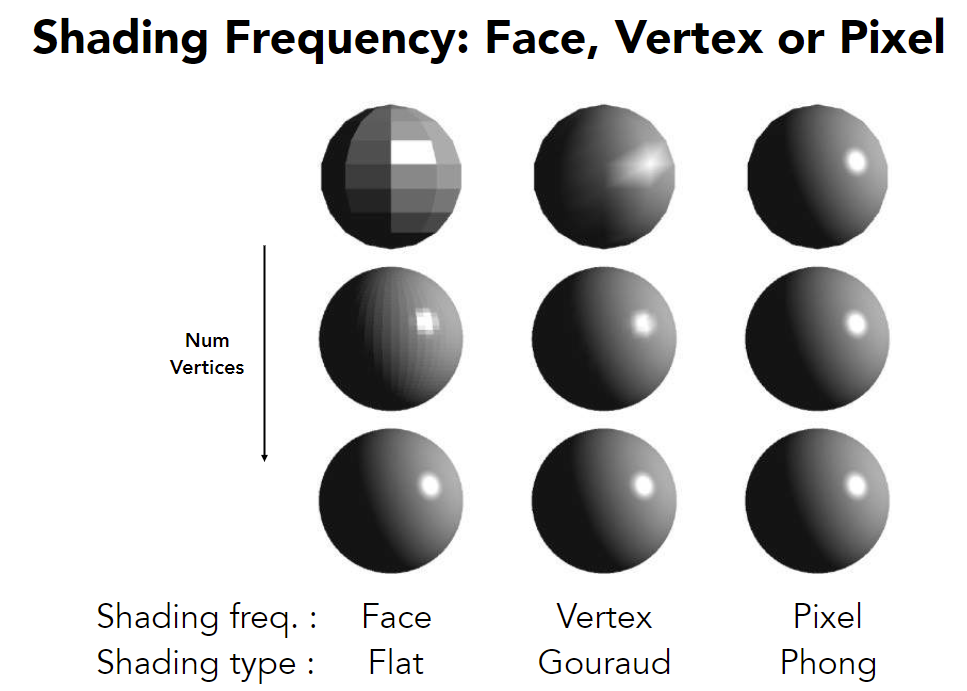 Shading Frequency: Face, Vertex or Pixel
Num
Vertices
Shading freq. : Face Vertex Pixel
Shading type : Flat Gouraud Phong